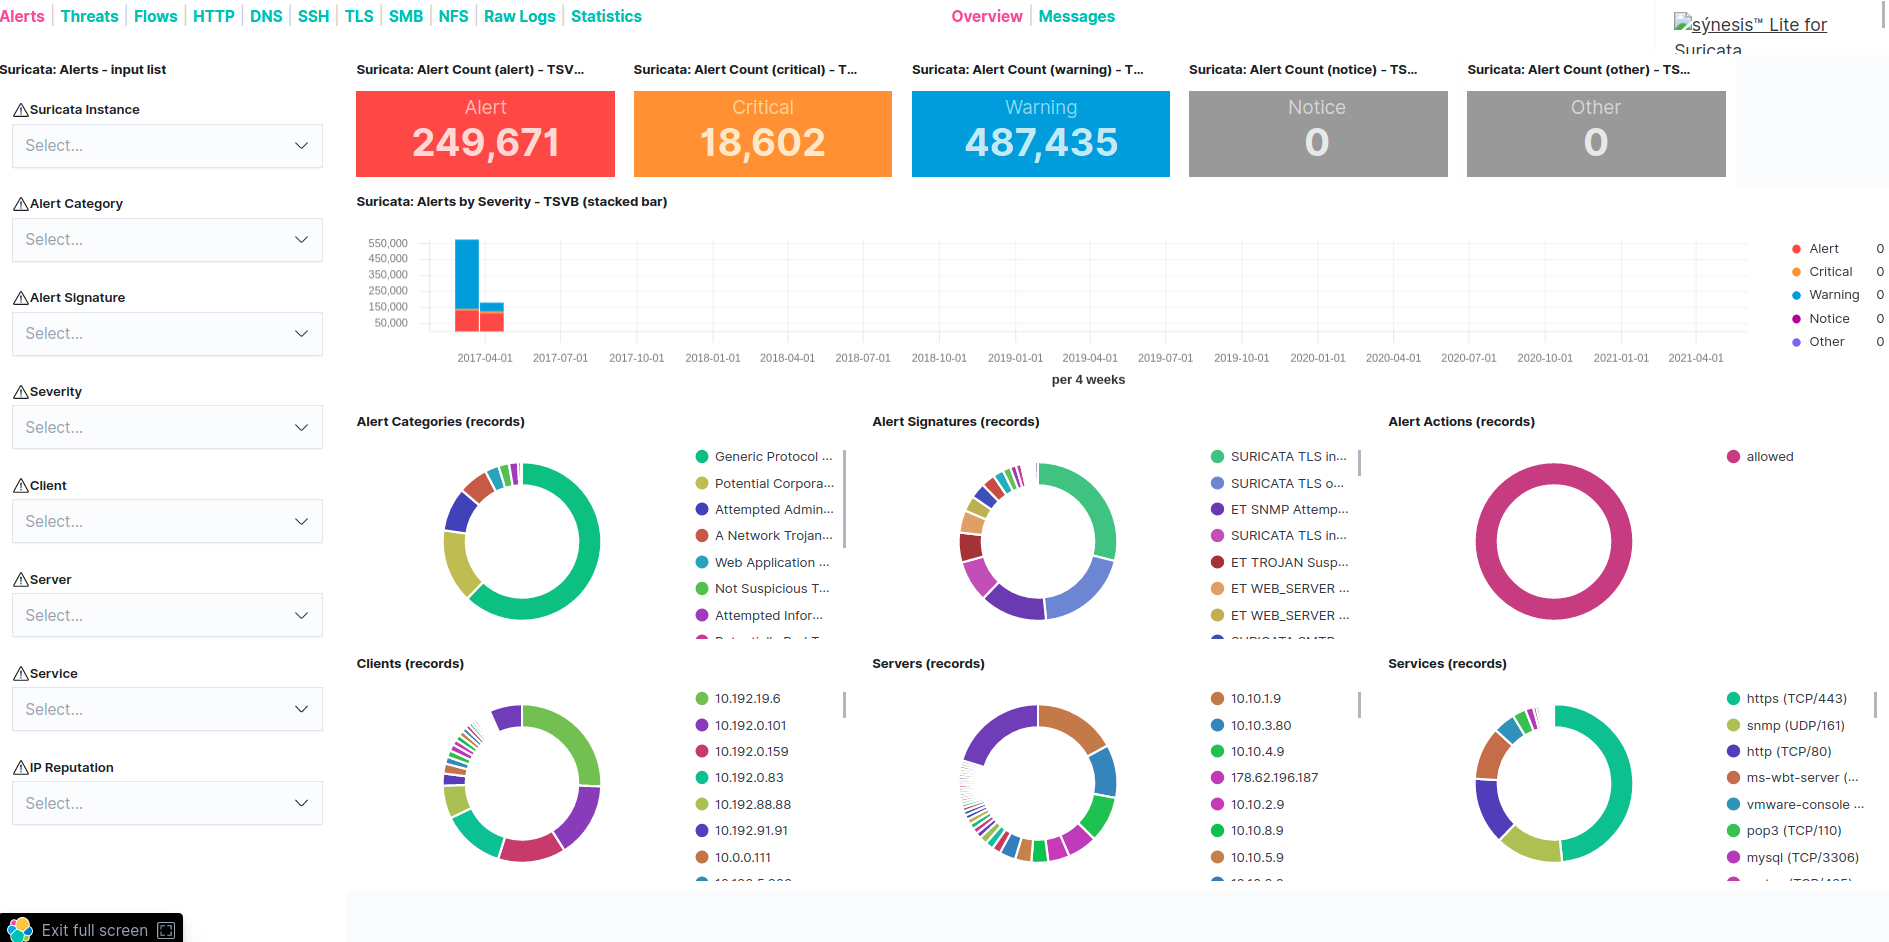 Alerts Threats Flows HTTP DNS SSH TLS SMB NFS Raw Logs Statistics
Overview Messages
sýnesis™ Lite for
Suricata
Suricata: Alerts - input list
Suricata Instance
Select...
Alert Category
Select...
Alert Signature
Select...
Severity
Select...
Client
Select...
Server
Select...
Service
Select...
IP Reputation
Select...
Suricata: Alert Count (alert) - TSV...
Alert
249,671
Suricata: Alert Count (critical) - T...
Critical
18,602
Suricata: Alert Count (warning) - T...
Warning
487,435
Suricata: Alert Count (notice) - TS...
Notice
0
Suricata: Alert Count (other) - TS...
Other
0
Suricata: Alerts by Severity - TSVB (stacked bar)
550,000
450,000
350,000
250,000
150,000
50,000
2017-04-01 2017-07-01 2017-10-01 2018-01-01 2018-04-01 2018-07-01 2018-10-01 2019-01-01 2019-04-01 2019-07-01 2019-10-01 2020-01-01 2020-04-01 2020-07-01 2020-10-01 2021-01-01 2021-04-01
per 4 weeks
Alert 0
Critical 0
Warning 0
Notice 0
Other 0
Alert Categories (records)
Generic Protocol ...
Potential Corpora...
Attempted Admin...
A Network Trojan...
Web Application ...
Not Suspicious T...
Attempted Infor...
Alert Signatures (records)
SURICATA TLS in...
SURICATA TLS o...
ET SNMP Attemp...
SURICATA TLS in...
ET TROJAN Susp...
ET WEB_SERVER ...
ET WEB_SERVER ...
SURICATA SMTP
Alert Actions (records)
allowed
Clients (records)
10.192.19.6
10.192.0.101
10.192.0.159
10.192.0.83
10.192.88.88
10.192.91.91
10.0.0.111
Servers (records)
10.10.1.9
10.10.3.80
10.10.4.9
178.62.196.187
10.10.2.9
10.10.8.9
10.10.5.9
Services (records)
https (TCP/443)
snmp (UDP/161)
http (TCP/80)
ms-wbt-server (...
vmware-console ...
pop3 (TCP/110)
mysql (TCP/3306)
Exit full screen